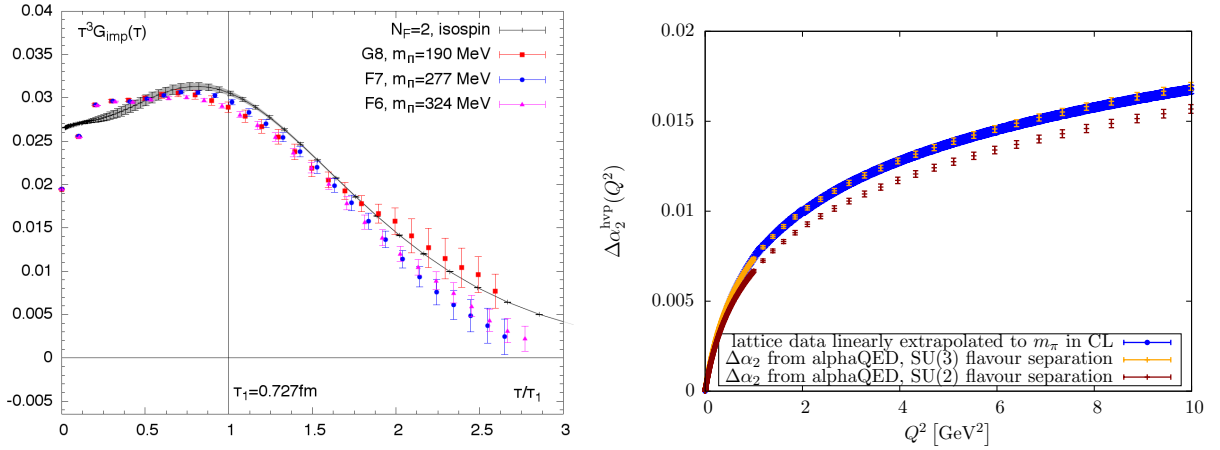 0.04
0.035
0.03
0.025
0.02
0.015
0.01
0.005
0
-0.005
τ³G_imp(τ)
N_F=2, isospin
G8, m_π=190 MeV
F7, m_π=277 MeV
F6, m_π=324 MeV
τ₁=0.727fm
τ/τ₁
0 0.5 1 1.5 2 2.5 3
0.02
0.015
0.01
0.005
0
Δα₂^hvp(Q²)
lattice data linearly extrapolated to m_π in CL
Δα₂ from alphaQED, SU(3) flavour separation
Δα₂ from alphaQED, SU(2) flavour separation
0 2 4 6 8 10
Q² [GeV²]